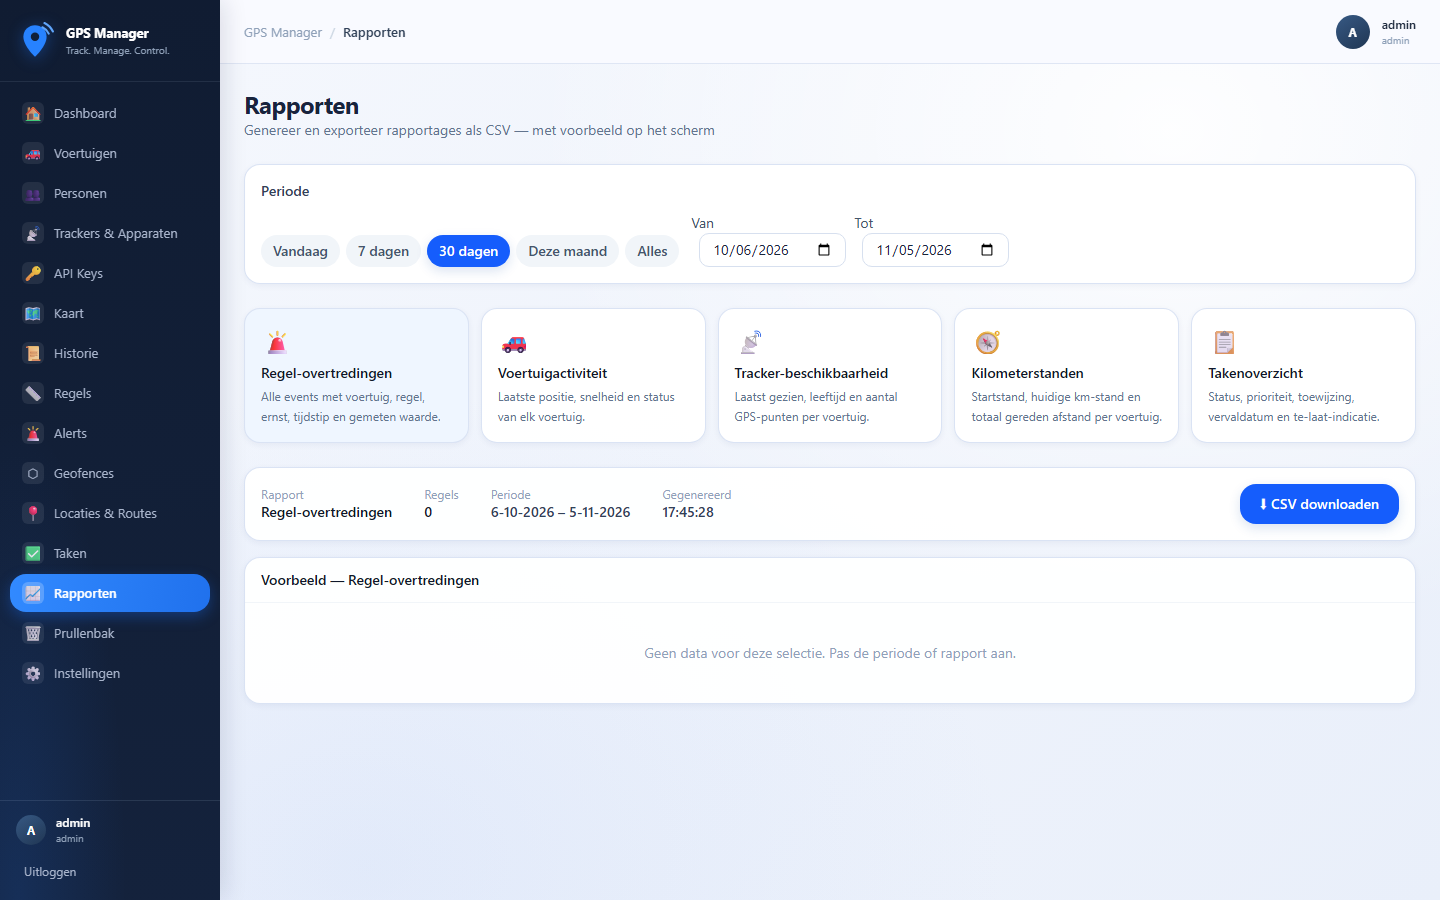 GPS Manager
Track. Manage. Control.
Dashboard
Voertuigen
Personen
Trackers & Apparaten
API Keys
Kaart
Historie
Regels
Alerts
Geofences
Locaties & Routes
Taken
Rapporten
Prullenbak
Instellingen
A
admin
admin
Uitloggen
GPS Manager / Rapporten
A
admin
admin
Rapporten
Genereer en exporteer rapportages als CSV — met voorbeeld op het scherm
Periode
Vandaag
7 dagen
30 dagen
Deze maand
Alles
Van
10/06/2026
Tot
11/05/2026
Regel-overtredingen
Alle events met voertuig, regel,
ernst, tijdstip en gemeten waarde.
Voertuigactiviteit
Laatste positie, snelheid en status
van elk voertuig.
Tracker-beschikbaarheid
Laatst gezien, leeftijd en aantal
GPS-punten per voertuig.
Kilometerstanden
Startstand, huidige km-stand en
totaal gereden afstand per voertuig.
Takenoverzicht
Status, prioriteit, toewijzing,
vervaldatum en te-laat-indicatie.
Rapport
Regel-overtredingen
Regels
0
Periode
6-10-2026 – 5-11-2026
Gegenereerd
17:45:28
⬇ CSV downloaden
Voorbeeld — Regel-overtredingen
Geen data voor deze selectie. Pas de periode of rapport aan.